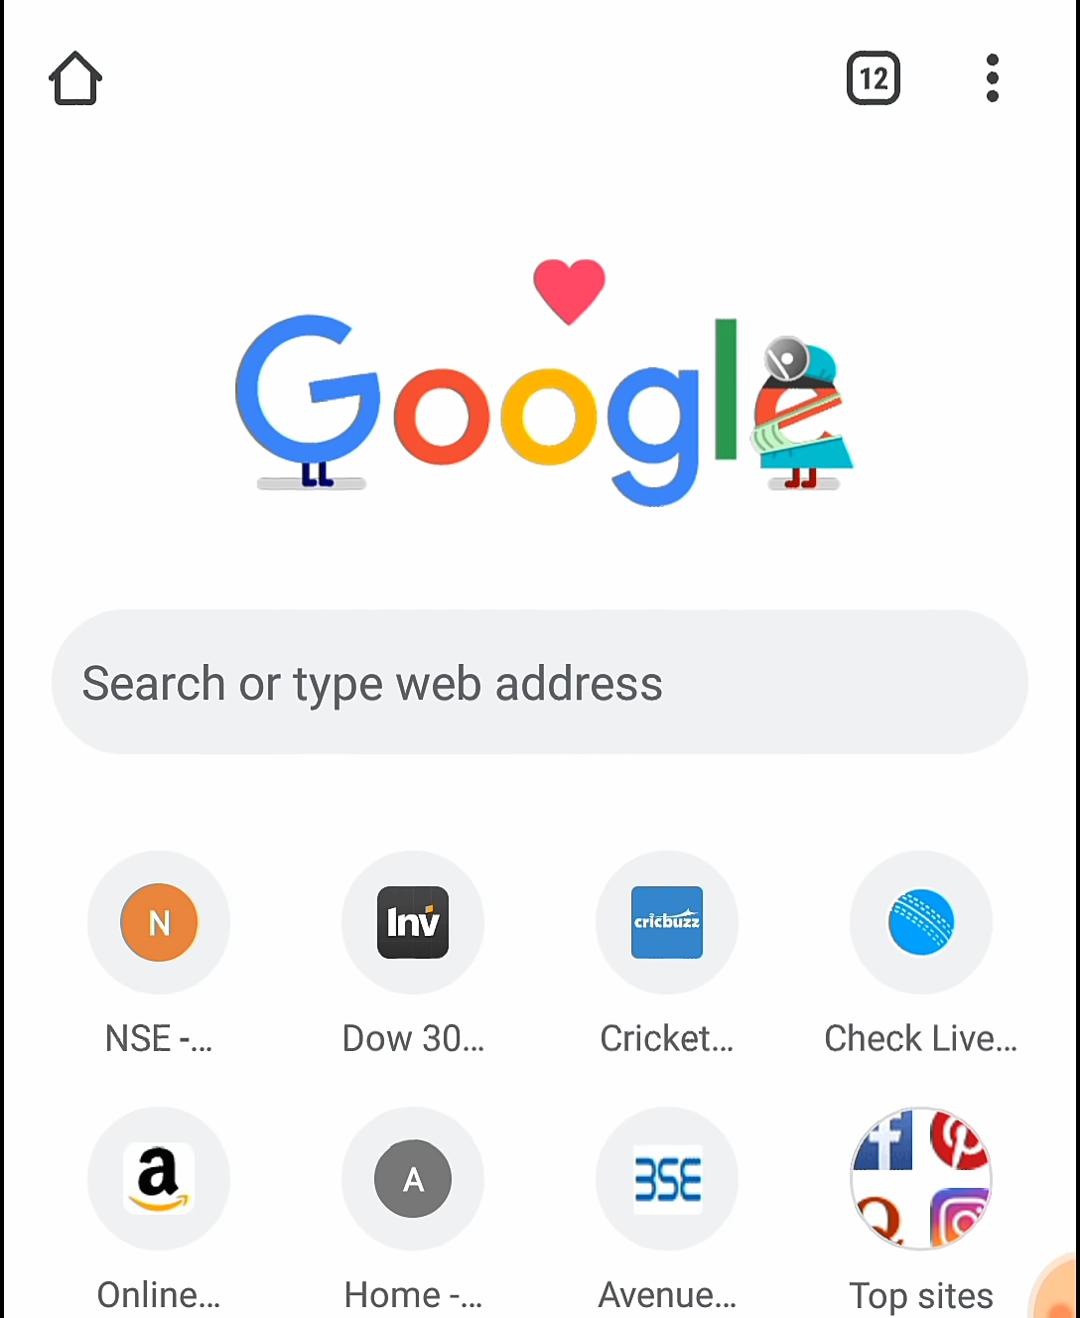 12
Google
Search or type web address
N
Inv
cricbuzz
NSE -...
Dow 30...
Cricket...
Check Live...
a
A
BSE
Online...
Home -...
Avenue...
Top sites